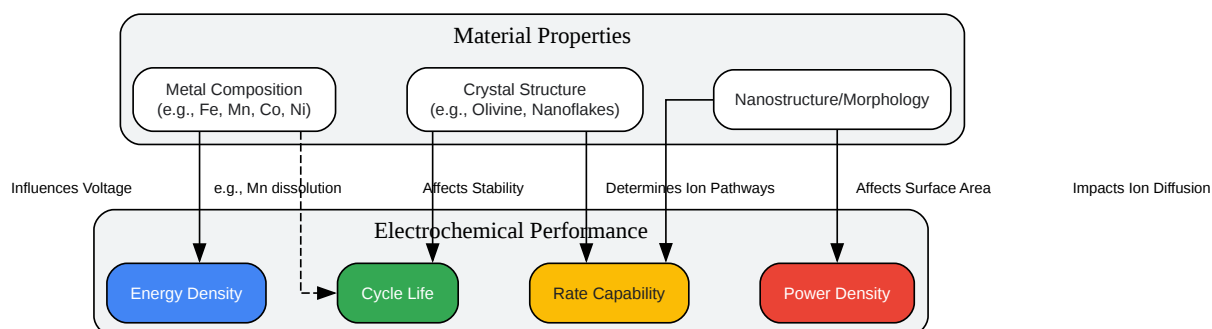 Material Properties
Metal Composition
(e.g., Fe, Mn, Co, Ni)
Crystal Structure
(e.g., Olivine, Nanoflakes)
Nanostructure/Morphology
Influences Voltage
e.g., Mn dissolution
Affects Stability
Determines Ion Pathways
Affects Surface Area
Impacts Ion Diffusion
Electrochemical Performance
Energy Density
Cycle Life
Rate Capability
Power Density